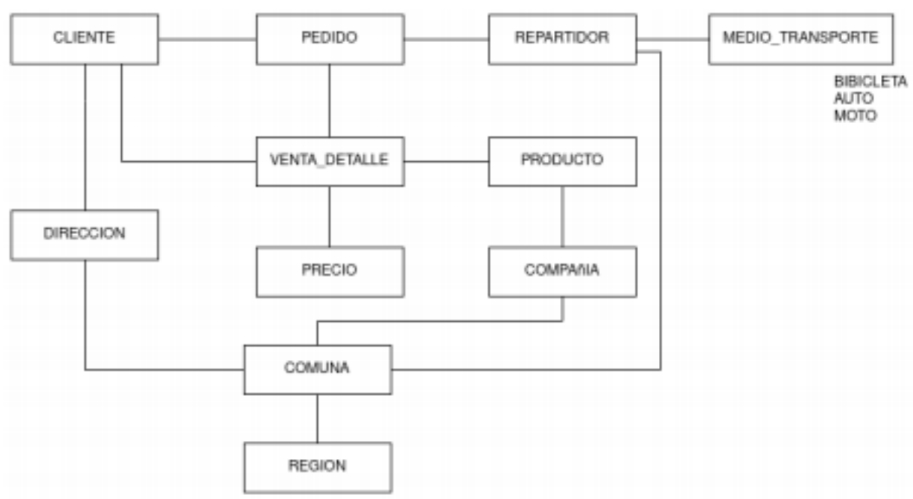 CLIENTE
PEDIDO
REPARTIDOR
MEDIO_TRANSPORTE
BIBICLETA
AUTO
MOTO
VENTA_DETALLE
PRODUCTO
DIRECCION
PRECIO
COMPAñIA
COMUNA
REGION